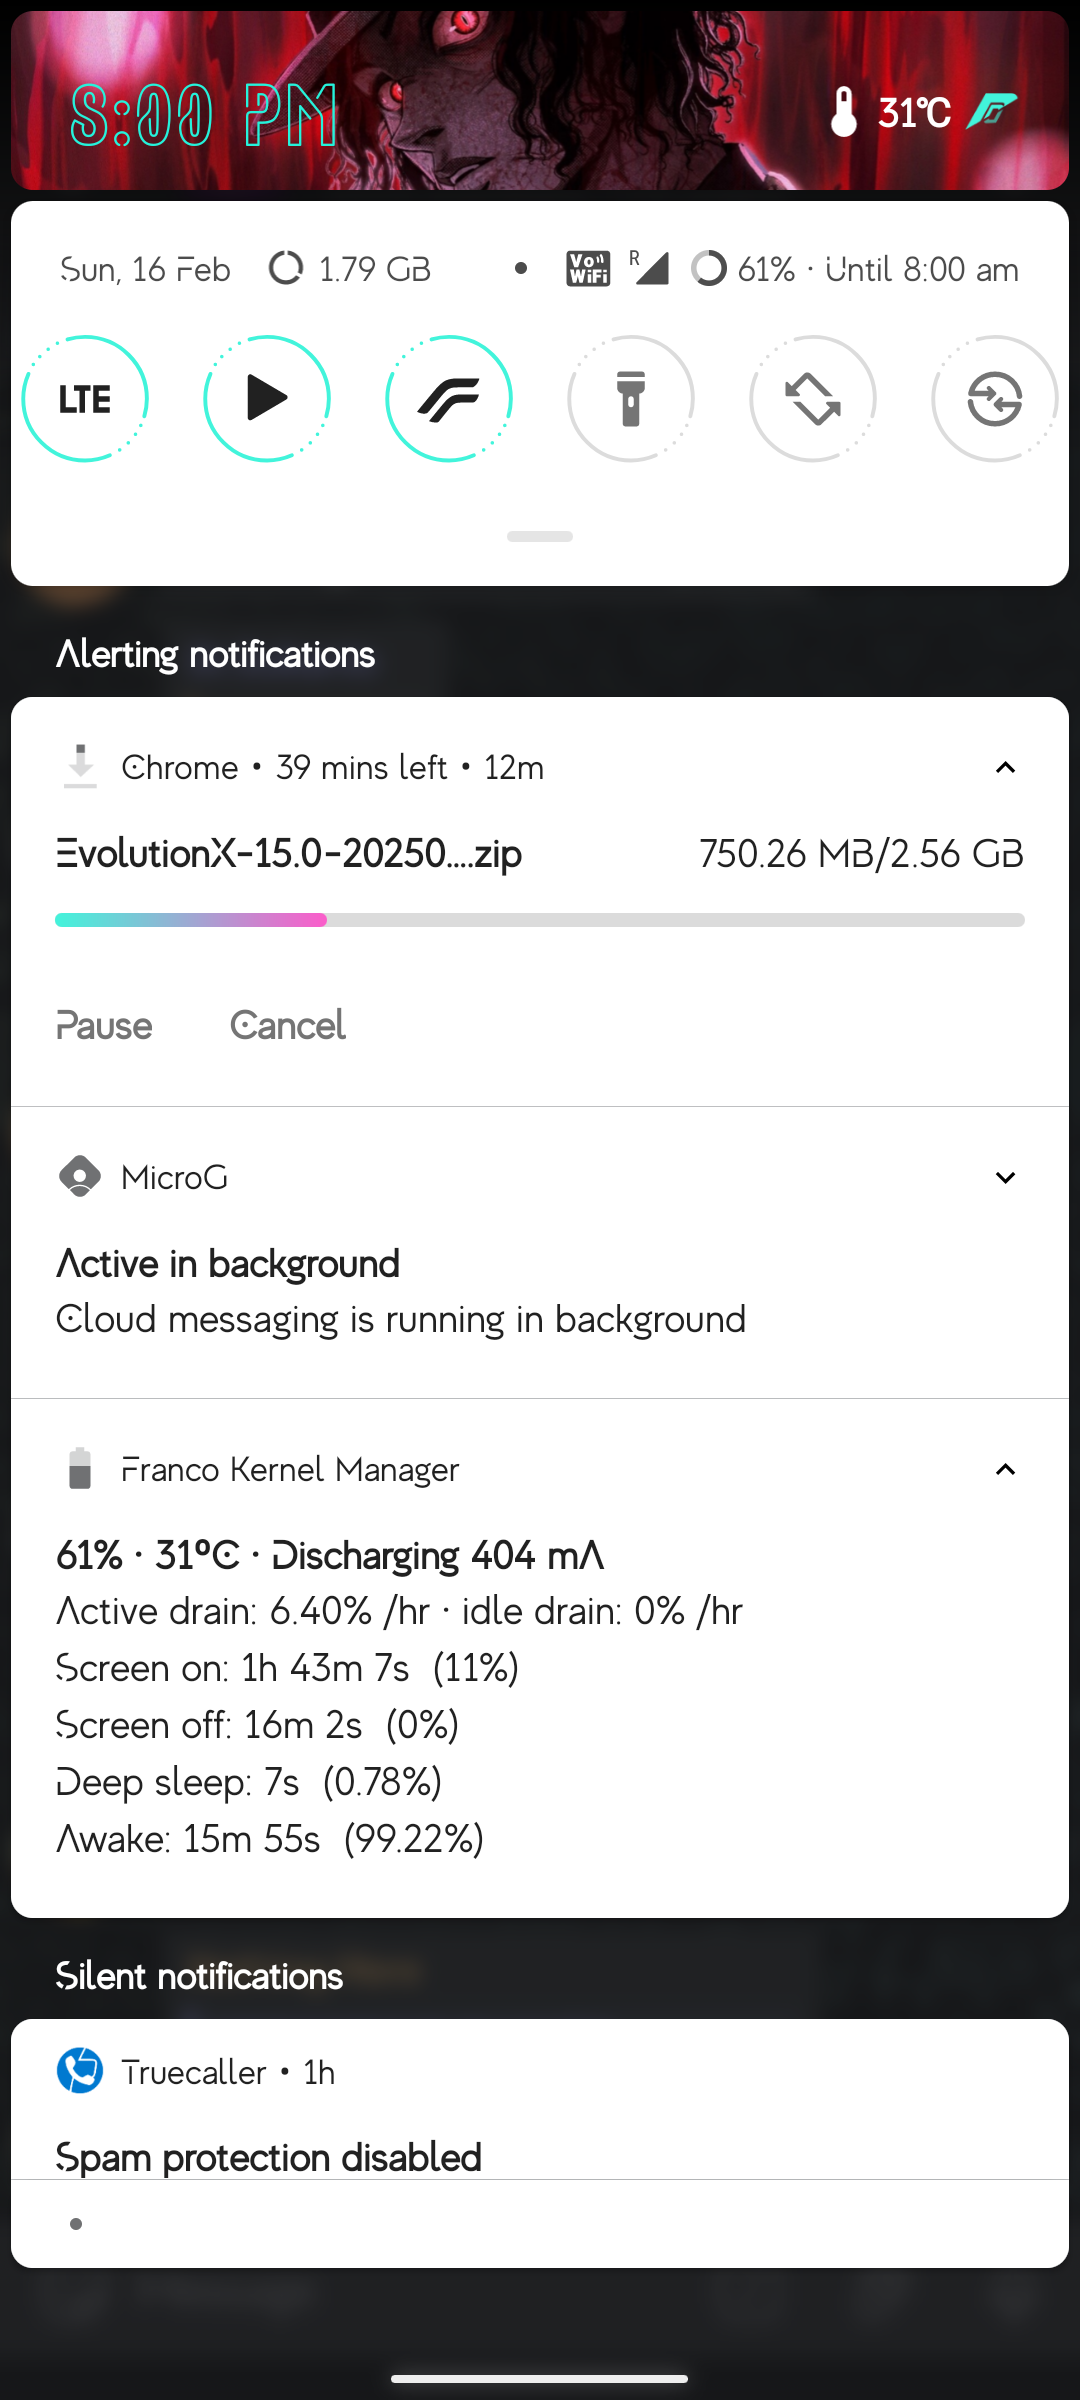 8:00 PM
31°C
Sun, 16 Feb 1.79 GB
Vo WiFi R 61% · Until 8:00 am
LTE
Alerting notifications
Chrome • 39 mins left • 12m
EvolutionX-15.0-20250....zip 750.26 MB/2.56 GB
Pause Cancel
MicroG
Active in background
Cloud messaging is running in background
Franco Kernel Manager
61% · 31ºC · Discharging 404 mA
Active drain: 6.40% /hr · idle drain: 0% /hr
Screen on: 1h 43m 7s (11%)
Screen off: 16m 2s (0%)
Deep sleep: 7s (0.78%)
Awake: 15m 55s (99.22%)
Silent notifications
Truecaller • 1h
Spam protection disabled